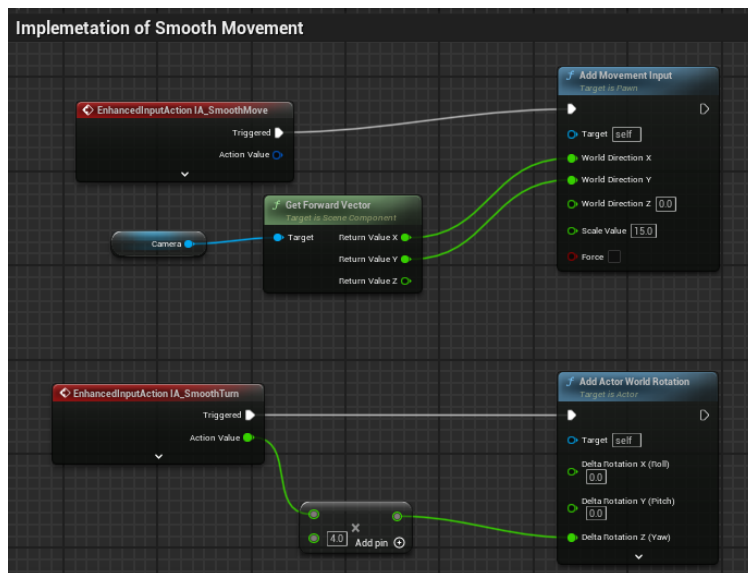 Implemetation of Smooth Movement
EnhancedInputAction IA_SmoothMove
Triggered
Action Value
f Add Movement Input
Target is Pawn
Target self
World Direction X
World Direction Y
World Direction Z 0.0
Scale Value 15.0
Force
Camera
f Get Forward Vector
Target is Scene Component
Target Return Value X
Return Value Y
Return Value Z
EnhancedInputAction IA_SmoothTurn
Triggered
Action Value
4.0
×
Add pin
f Add Actor World Rotation
Target is Actor
Target self
Delta Rotation X (Roll)
0.0
Delta Rotation Y (Pitch)
0.0
Delta Rotation Z (Yaw)